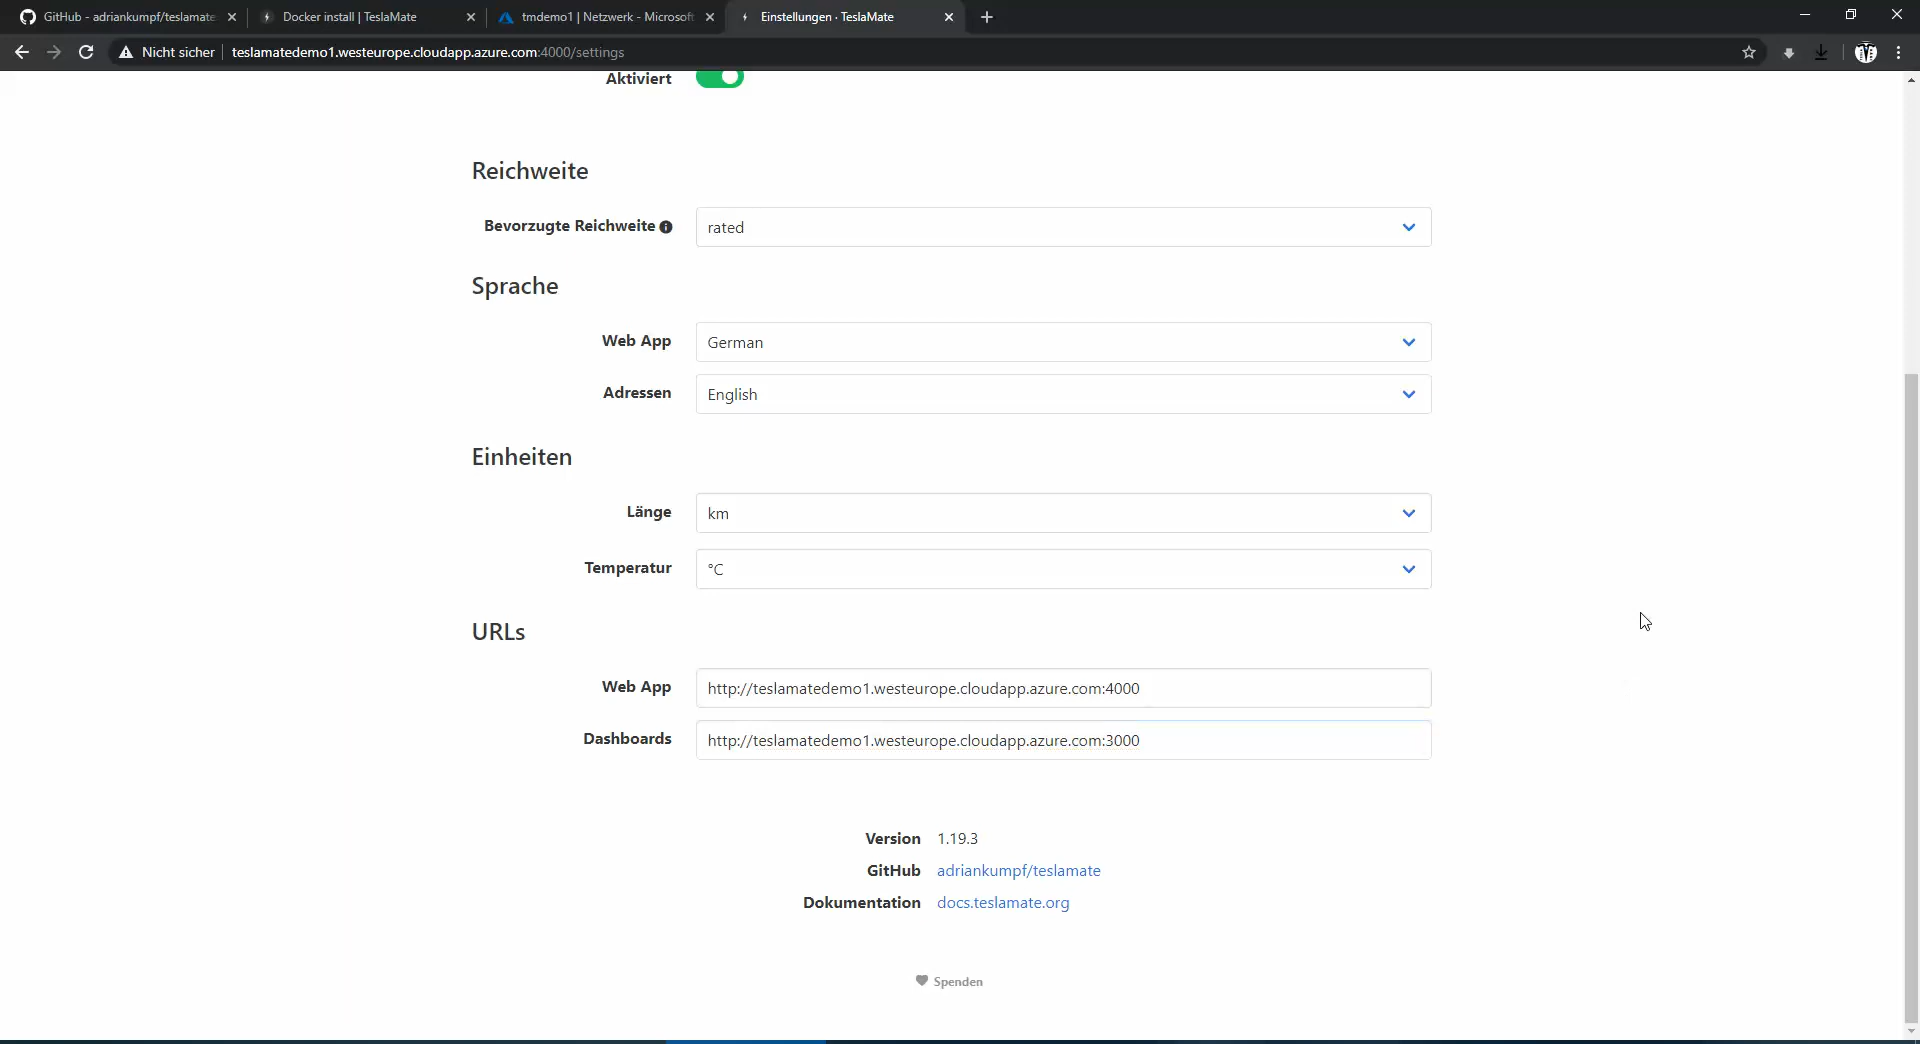 GitHub - adriankumpf/teslamate
Docker install | TeslaMate
tmdemo1 | Netzwerk - Microsoft
Einstellungen · TeslaMate
Nicht sicher
teslamatedemo1.westeurope.cloudapp.azure.com:4000/settings
Aktiviert
Reichweite
Bevorzugte Reichweite
rated
Sprache
Web App
German
Adressen
English
Einheiten
Länge
km
Temperatur
°C
URLs
Web App
http://teslamatedemo1.westeurope.cloudapp.azure.com:4000
Dashboards
http://teslamatedemo1.westeurope.cloudapp.azure.com:3000
Version 1.19.3
GitHub adriankumpf/teslamate
Dokumentation docs.teslamate.org
Spenden